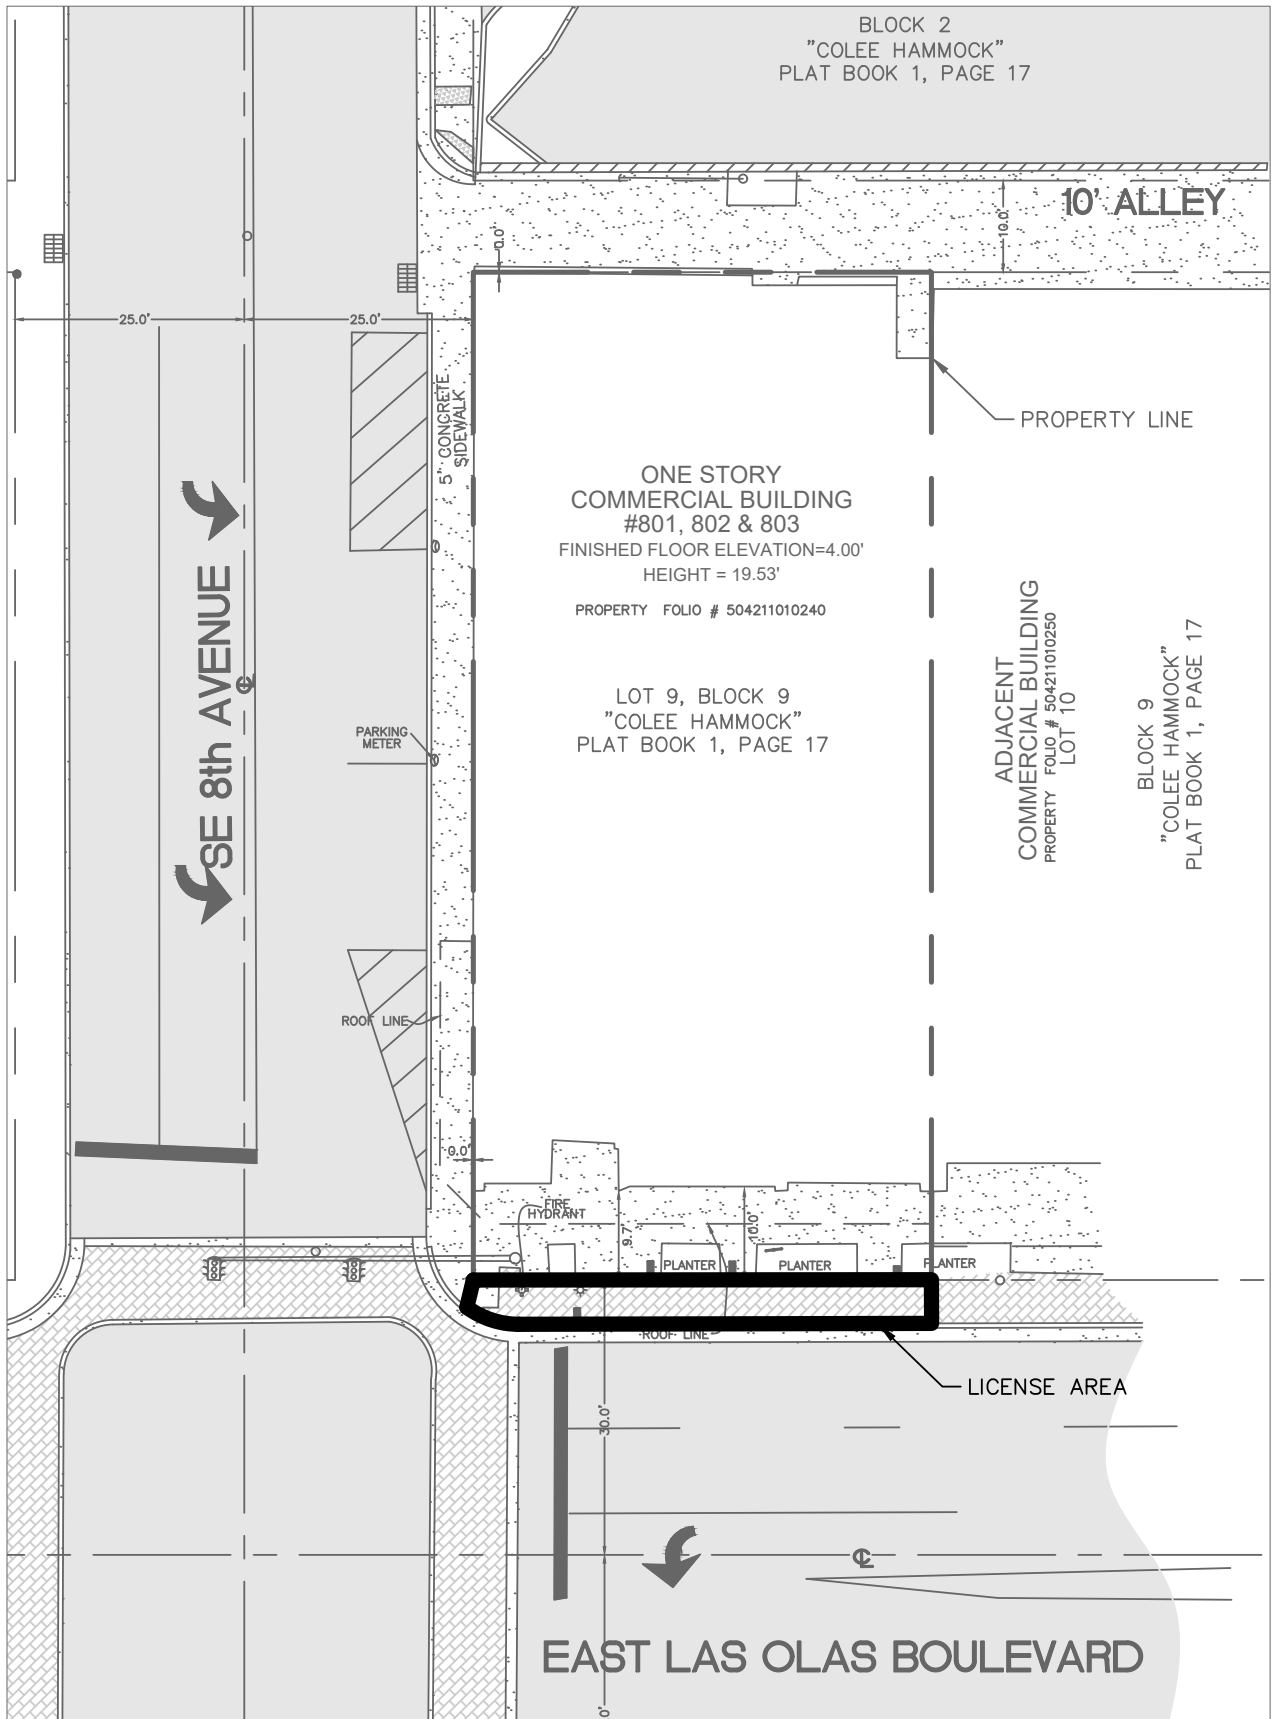 BLOCK 2
"COLEE HAMMOCK"
PLAT BOOK 1, PAGE 17
10' ALLEY
10.0'
0.0'
25.0'
25.0'
5' CONCRETE
SIDEWALK
PROPERTY LINE
ONE STORY
COMMERCIAL BUILDING
#801, 802 & 803
FINISHED FLOOR ELEVATION=4.00'
HEIGHT = 19.53'
PROPERTY FOLIO # 504211010240
LOT 9, BLOCK 9
"COLEE HAMMOCK"
PLAT BOOK 1, PAGE 17
ADJACENT
COMMERCIAL BUILDING
PROPERTY FOLIO # 504211010250
LOT 10
BLOCK 9
"COLEE HAMMOCK"
PLAT BOOK 1, PAGE 17
SE 8th AVENUE
PARKING
METER
ROOF LINE
0.0'
FIRE
HYDRANT
9.7'
10.0'
PLANTER
PLANTER
PLANTER
ROOF LINE
LICENSE AREA
30.0'
EAST LAS OLAS BOULEVARD